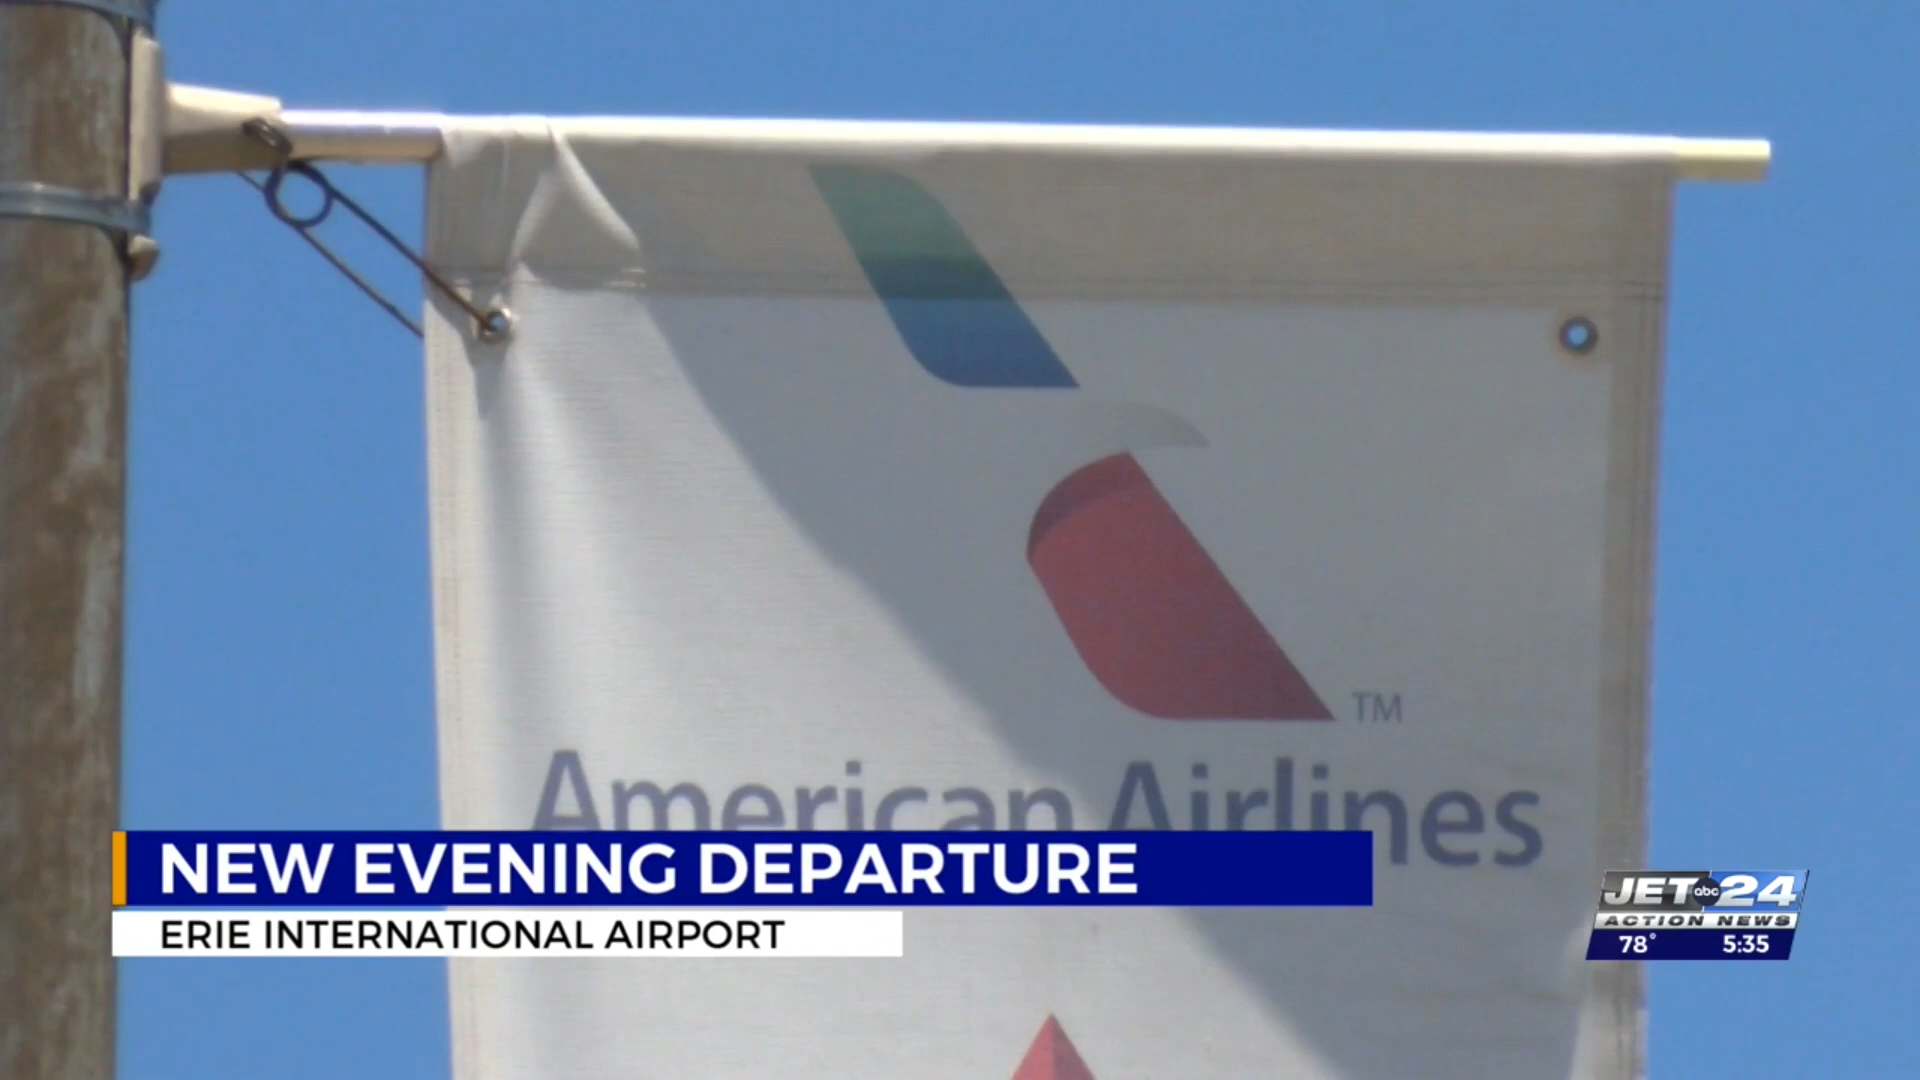 TM
American Airlines
NEW EVENING DEPARTURE
ERIE INTERNATIONAL AIRPORT
JET abc 24
ACTION NEWS
78° 5:35